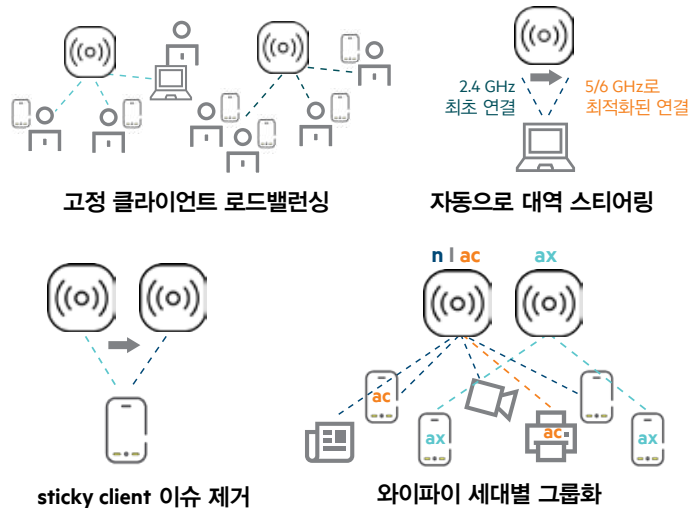 2.4 GHz
최초 연결
5/6 GHz로
최적화된 연결
고정 클라이언트 로드밸런싱
자동으로 대역 스티어링
n | ac
ax
ac
ax
ac
ax
sticky client 이슈 제거
와이파이 세대별 그룹화